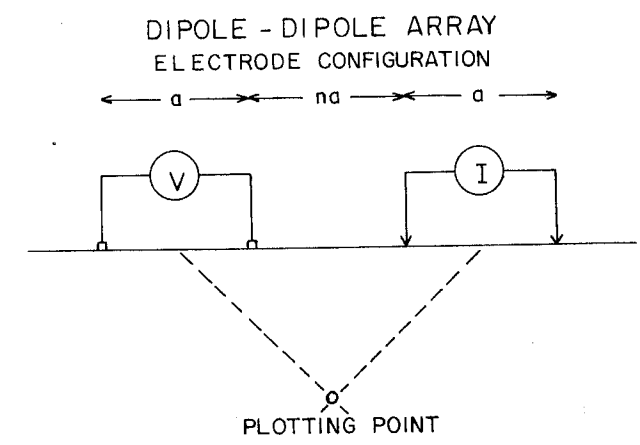 DIPOLE - DIPOLE ARRAY
ELECTRODE CONFIGURATION
a na a
V I
PLOTTING POINT